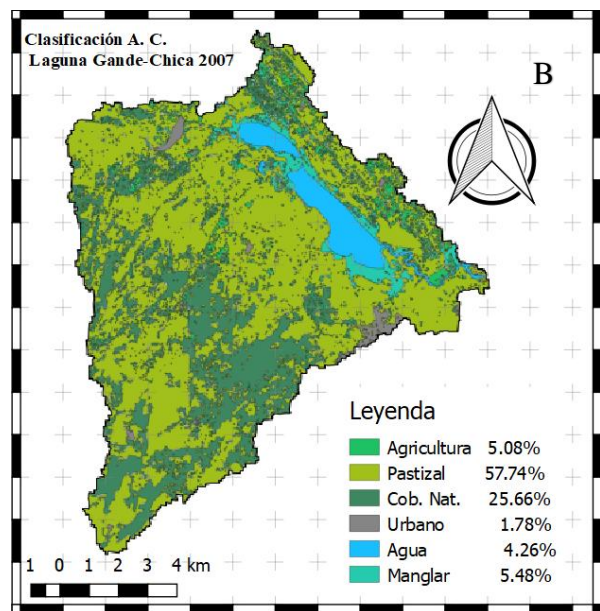 Clasificación A. C.
Laguna Gande-Chica 2007
B
Leyenda
Agricultura 5.08%
Pastizal 57.74%
Cob. Nat. 25.66%
Urbano 1.78%
Agua 4.26%
Manglar 5.48%
1 0 1 2 3 4 km